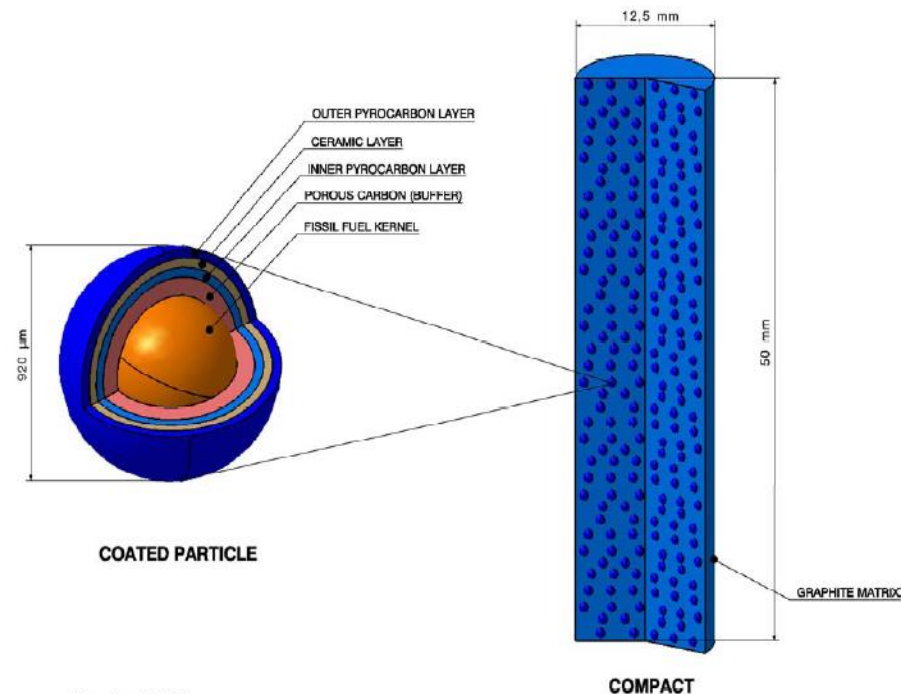 12,5 mm
OUTER PYROCARBON LAYER
CERAMIC LAYER
INNER PYROCARBON LAYER
POROUS CARBON (BUFFER)
FISSIL FUEL KERNEL
920 µm
50 mm
COATED PARTICLE
GRAPHITE MATRIX
COMPACT